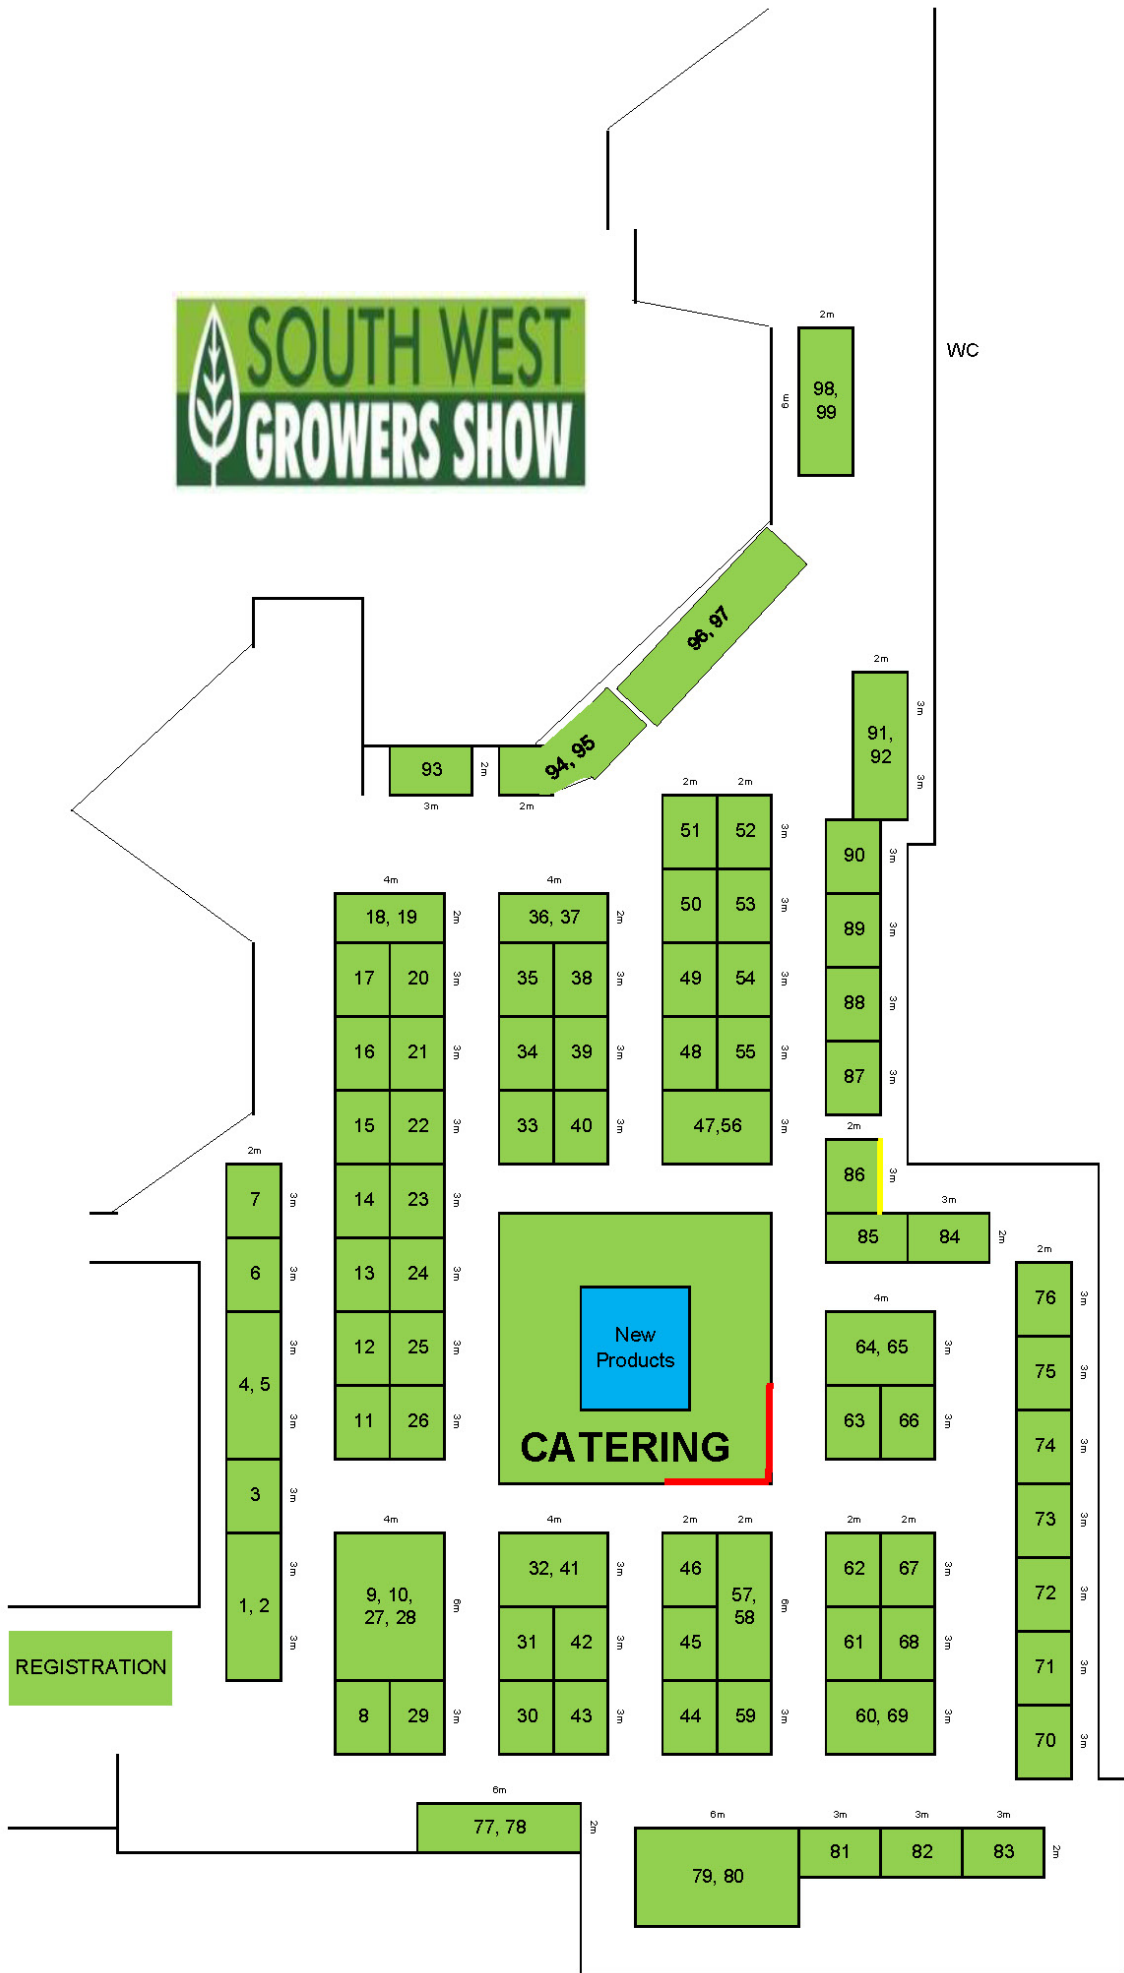 SOUTH WEST
GROWERS SHOW
WC
2m
6m
98,
99
96, 97
2m
91,
92
3m
3m
93
2m
94, 95
3m
2m
2m 2m
51 52 3m
90 3m
4m 4m
50 53 3m
18, 19 2m
36, 37 2m
89 3m
17 20 3m
35 38 3m
49 54 3m
88 3m
16 21 3m
34 39 3m
48 55 3m
87 3m
15 22 3m
33 40 3m
47,56 3m
2m
86 3m
2m
7 3m
14 23 3m
3m
85 84 2m
6 3m
13 24 3m
2m
76 3m
4m
New
Products
4, 5 3m
3m
12 25 3m
64, 65 3m
75 3m
11 26 3m
CATERING
63 66 3m
74 3m
3 3m
73 3m
4m 4m 2m 2m 2m 2m
1, 2 3m
3m
9, 10,
27, 28
6m
32, 41 3m
46
57,
58
6m
62 67 3m
72 3m
31 42 3m
45
61 68 3m
REGISTRATION
71 3m
8 29 3m
30 43 3m
44 59 3m
60, 69 3m
70 3m
6m
77, 78 2m
6m 3m 3m 3m
79, 80
81 82 83 2m